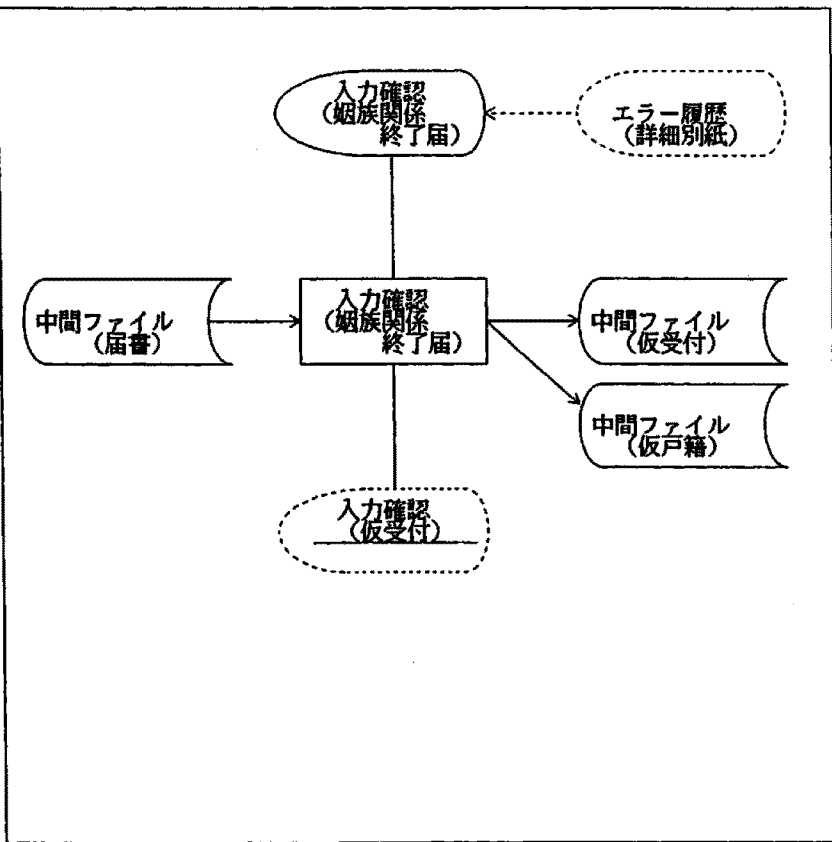 入力確認
（姻族関係
終了届）
エラー履歴
（詳細別紙）
中間ファイル
（届書）
入力確認
（姻族関係
終了届）
中間ファイル
（仮受付）
中間ファイル
（仮戸籍）
入力確認
（仮受付）